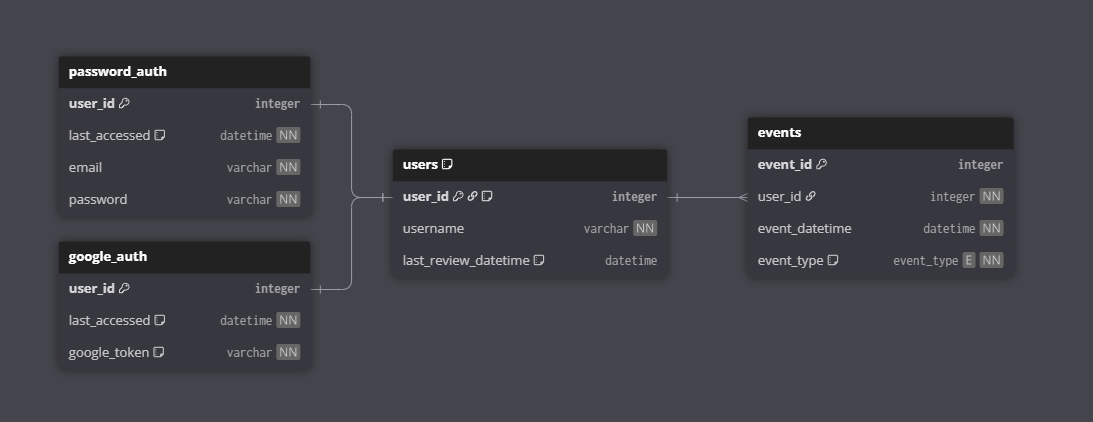 password_auth
user_id integer
last_accessed datetime NN
email varchar NN
password varchar NN
google_auth
user_id integer
last_accessed datetime NN
google_token varchar NN
users
user_id integer
username varchar NN
last_review_datetime datetime
events
event_id integer
user_id integer NN
event_datetime datetime NN
event_type event_type E NN